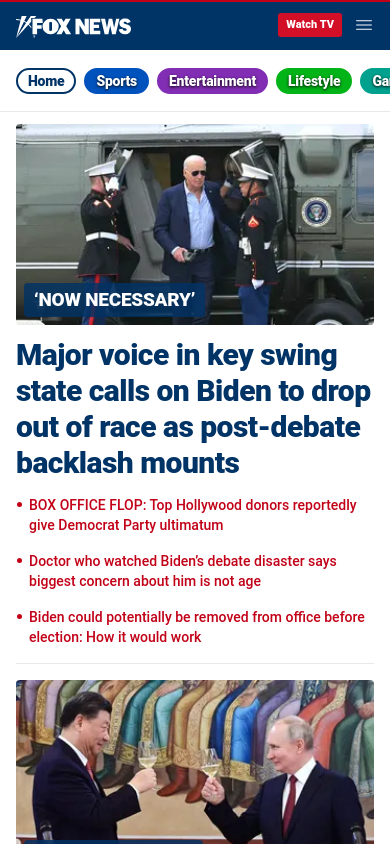 FOX NEWS
Watch TV
Home
Sports
Entertainment
Lifestyle
‘NOW NECESSARY’
Major voice in key swing
state calls on Biden to drop
out of race as post-debate
backlash mounts
• BOX OFFICE FLOP: Top Hollywood donors reportedly
give Democrat Party ultimatum
• Doctor who watched Biden’s debate disaster says
biggest concern about him is not age
• Biden could potentially be removed from office before
election: How it would work